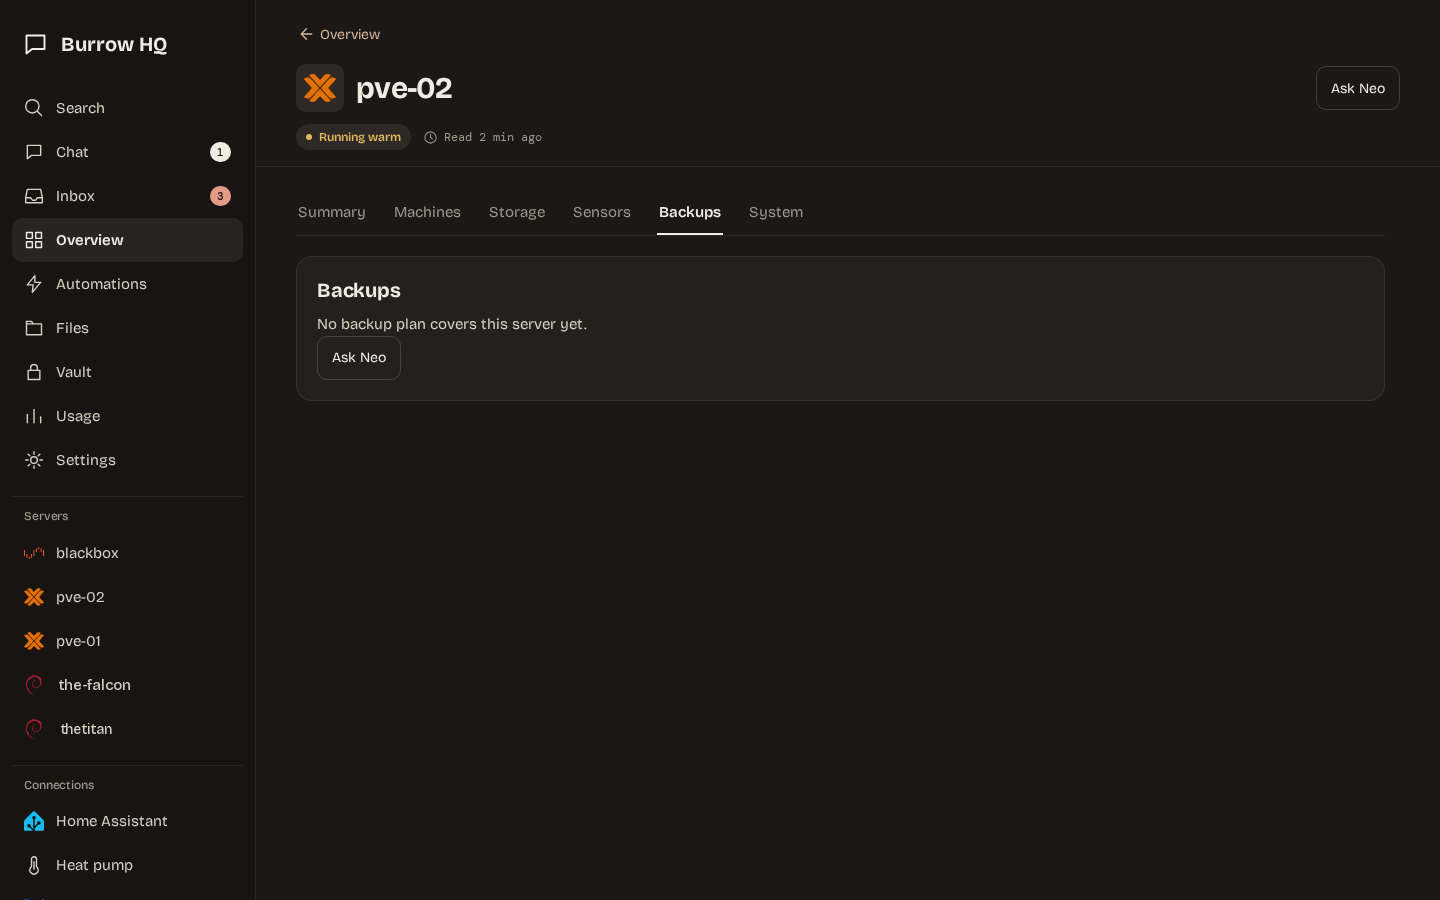 Burrow HQ
Search
Chat 1
Inbox 3
Overview
Automations
Files
Vault
Usage
Settings
Servers
blackbox
pve-02
pve-01
the-falcon
thetitan
Connections
Home Assistant
Heat pump
Overview
pve-02
Ask Neo
Running warm Read 2 min ago
Summary Machines Storage Sensors Backups System
Backups
No backup plan covers this server yet.
Ask Neo